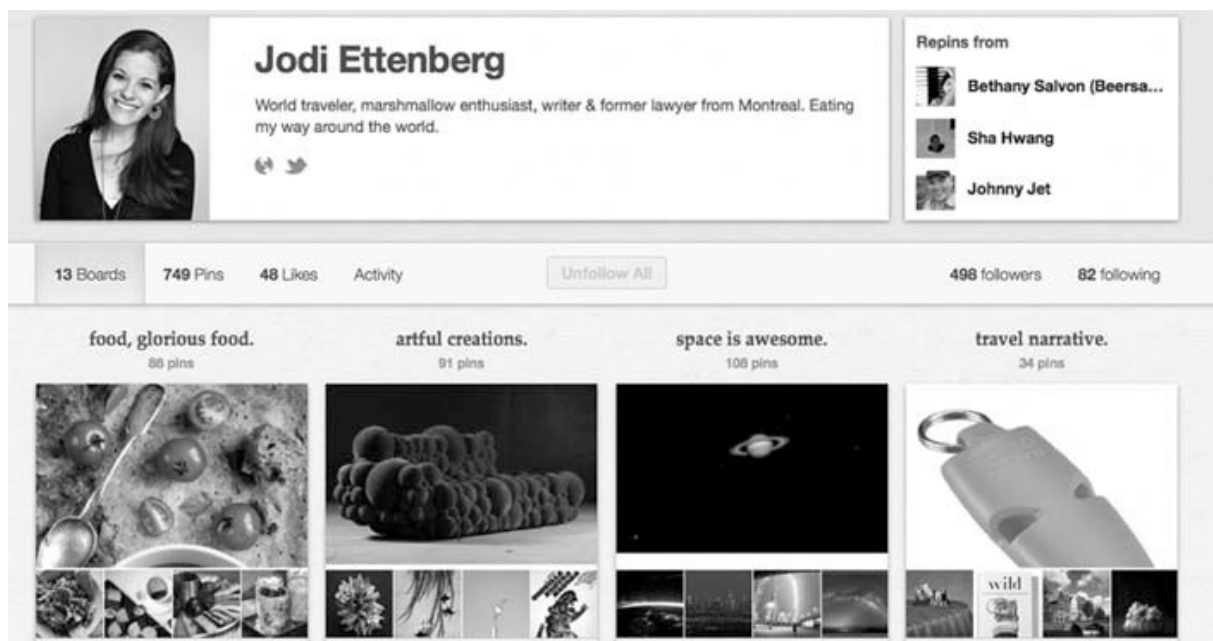 Jodi Ettenberg
World traveler, marshmallow enthusiast, writer & former lawyer from Montreal. Eating
my way around the world.
Repins from
Bethany Salvon (Beersa...
Sha Hwang
Johnny Jet
13 Boards
749 Pins
48 Likes
Activity
Unfollow All
498 followers
82 following
food, glorious food.
88 pins
artful creations.
91 pins
space is awesome.
108 pins
travel narrative.
34 pins
wild